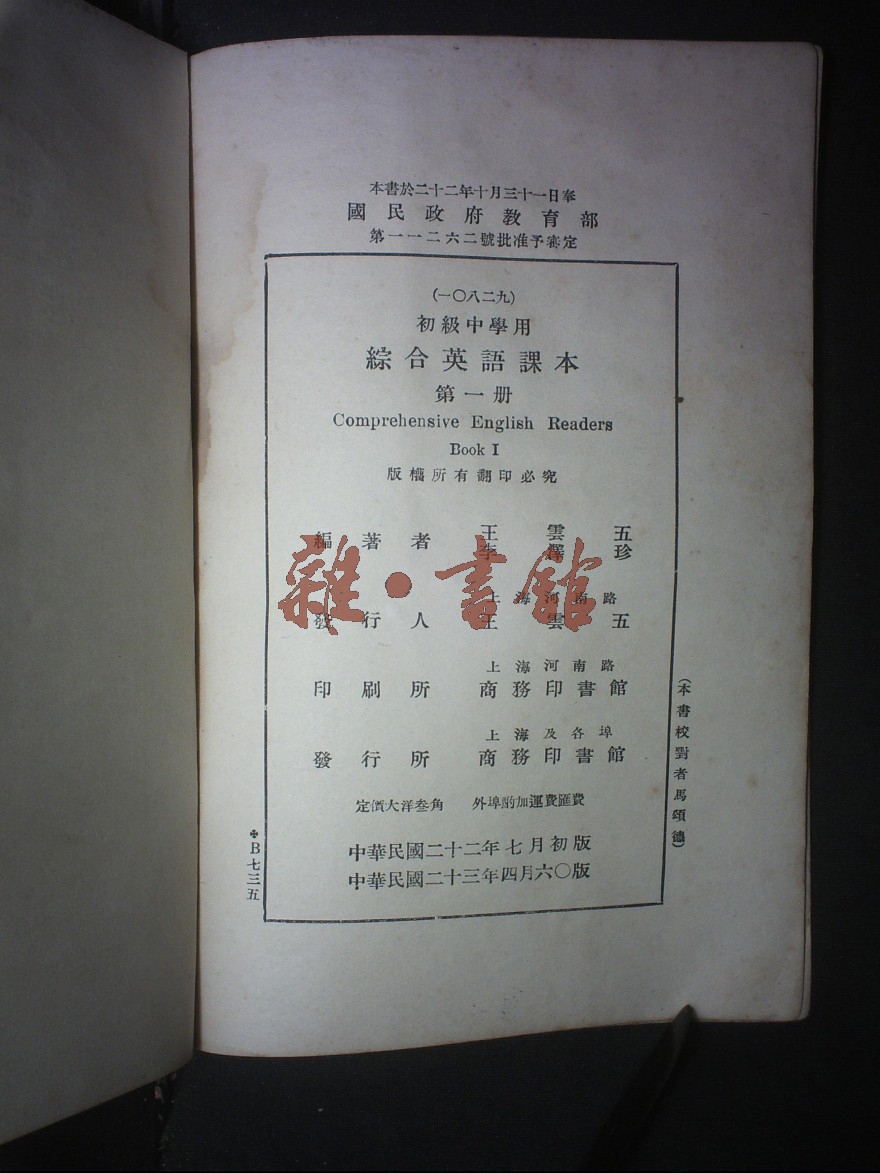 本書於二十二年十月三十一日奉
國民政府教育部
第一一二六二號批准予審定
(一〇八二九)
初級中學用
綜合英語課本
第一册
Comprehensive English Readers
Book I
版權所有翻印必究
編著者 王雲五
李澤珍
上海河南路
發行人 王雲五
上海河南路
印刷所 商務印書館
上海及各埠
發行所 商務印書館
定價大洋叁角 外埠酌加運費匯費
中華民國二十二年七月初版
中華民國二十三年四月六〇版
(本書校對者馬頌德)
✠B七三五
雜·書館